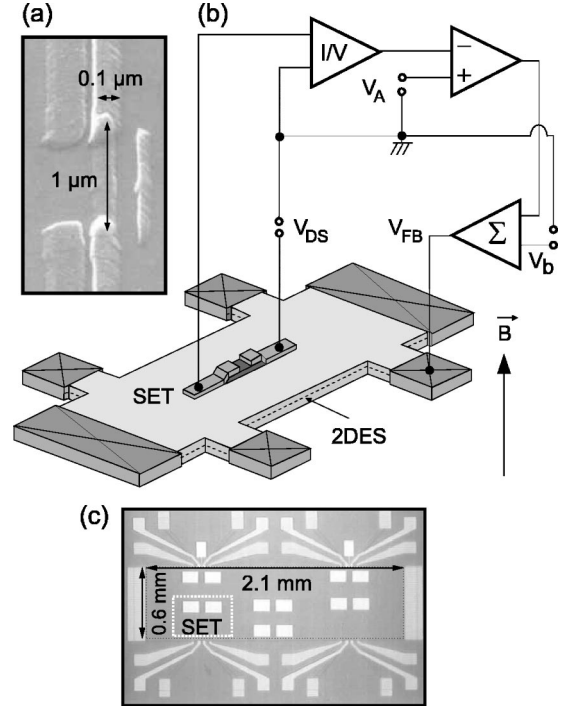 (a)
0.1 µm
1 µm
(b)
I/V
−
+
V_A
V_DS
V_FB
Σ
V_b
B
SET
2DES
(c)
2.1 mm
0.6 mm
SET